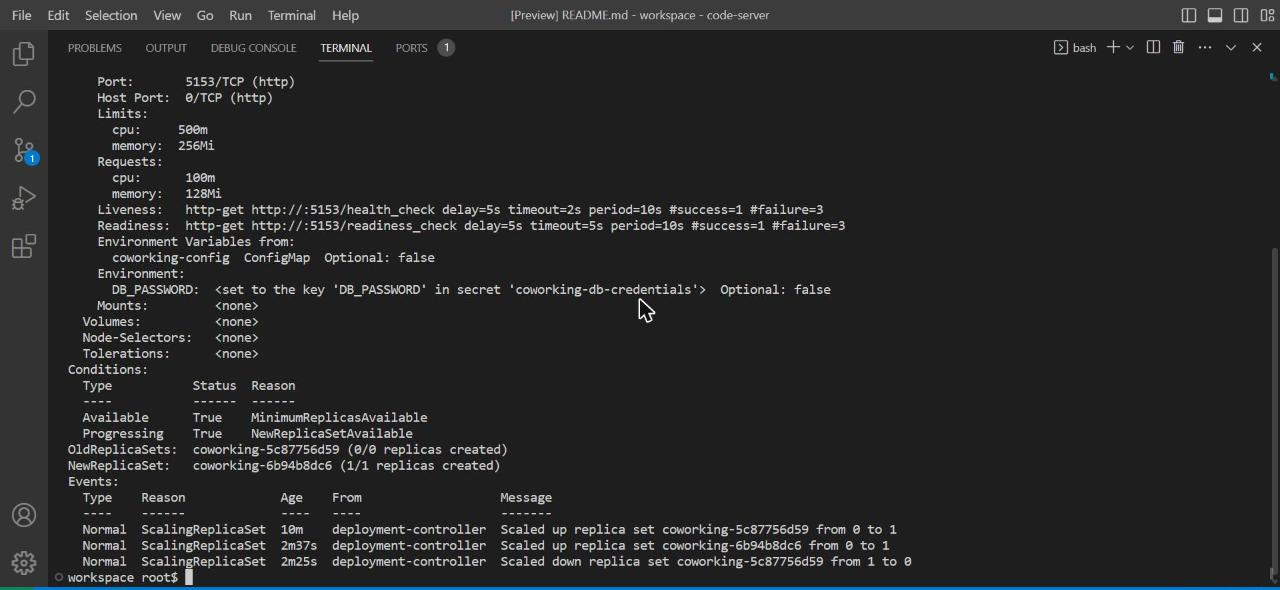 File Edit Selection View Go Run Terminal Help [Preview] README.md - workspace - code-server
PROBLEMS OUTPUT DEBUG CONSOLE TERMINAL PORTS 1 bash
Port: 5153/TCP (http)
Host Port: 0/TCP (http)
Limits:
cpu: 500m
memory: 256Mi
1
Requests:
cpu: 100m
memory: 128Mi
Liveness: http-get http://:5153/health_check delay=5s timeout=2s period=10s #success=1 #failure=3
Readiness: http-get http://:5153/readiness_check delay=5s timeout=5s period=10s #success=1 #failure=3
Environment Variables from:
coworking-config ConfigMap Optional: false
Environment:
DB_PASSWORD: <set to the key 'DB_PASSWORD' in secret 'coworking-db-credentials'> Optional: false
Mounts: <none>
Volumes: <none>
Node-Selectors: <none>
Tolerations: <none>
Conditions:
Type Status Reason
---- ------ ------
Available True MinimumReplicasAvailable
Progressing True NewReplicaSetAvailable
OldReplicaSets: coworking-5c87756d59 (0/0 replicas created)
NewReplicaSet: coworking-6b94b8dc6 (1/1 replicas created)
Events:
Type Reason Age From Message
---- ------ ---- ---- -------
Normal ScalingReplicaSet 10m deployment-controller Scaled up replica set coworking-5c87756d59 from 0 to 1
Normal ScalingReplicaSet 2m37s deployment-controller Scaled up replica set coworking-6b94b8dc6 from 0 to 1
Normal ScalingReplicaSet 2m25s deployment-controller Scaled down replica set coworking-5c87756d59 from 1 to 0
workspace root$